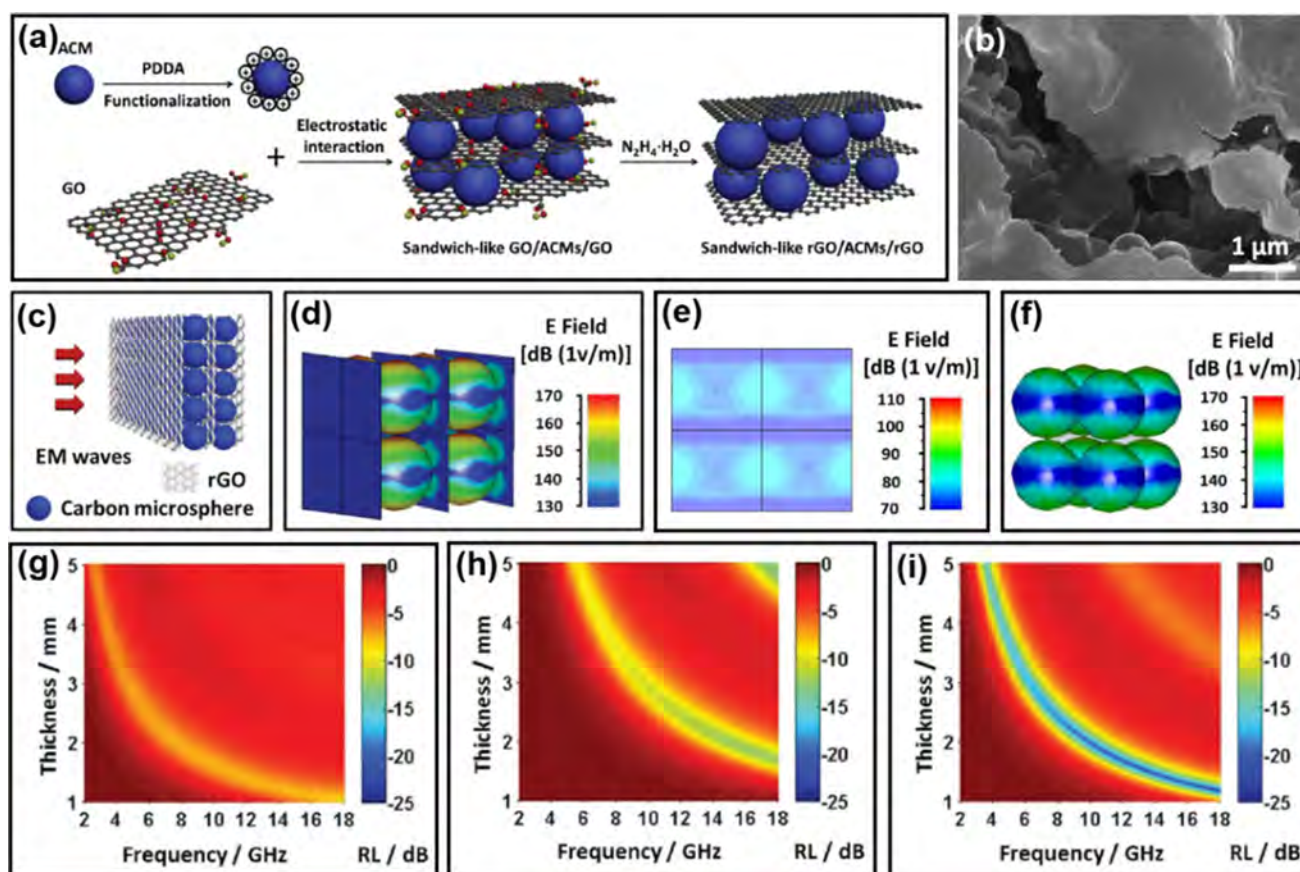 (a)
ACM
PDDA
Functionalization
GO
Electrostatic
interaction
N₂H₄·H₂O
Sandwich-like GO/ACMs/GO
Sandwich-like rGO/ACMs/rGO
(b)
1 μm
(c)
EM waves
rGO
Carbon microsphere
(d)
E Field
[dB (1v/m)]
170
160
150
140
130
(e)
E Field
[dB (1 v/m)]
110
100
90
80
70
(f)
E Field
[dB (1 v/m)]
170
160
150
140
130
(g)
Thickness / mm
5
4
3
2
1
2 4 6 8 10 12 14 16 18
Frequency / GHz
0
-5
-10
-15
-20
-25
RL / dB
(h)
Thickness / mm
5
4
3
2
1
2 4 6 8 10 12 14 16 18
Frequency / GHz
0
-5
-10
-15
-20
-25
RL / dB
(i)
Thickness / mm
5
4
3
2
1
2 4 6 8 10 12 14 16 18
Frequency / GHz
0
-5
-10
-15
-20
-25
RL / dB